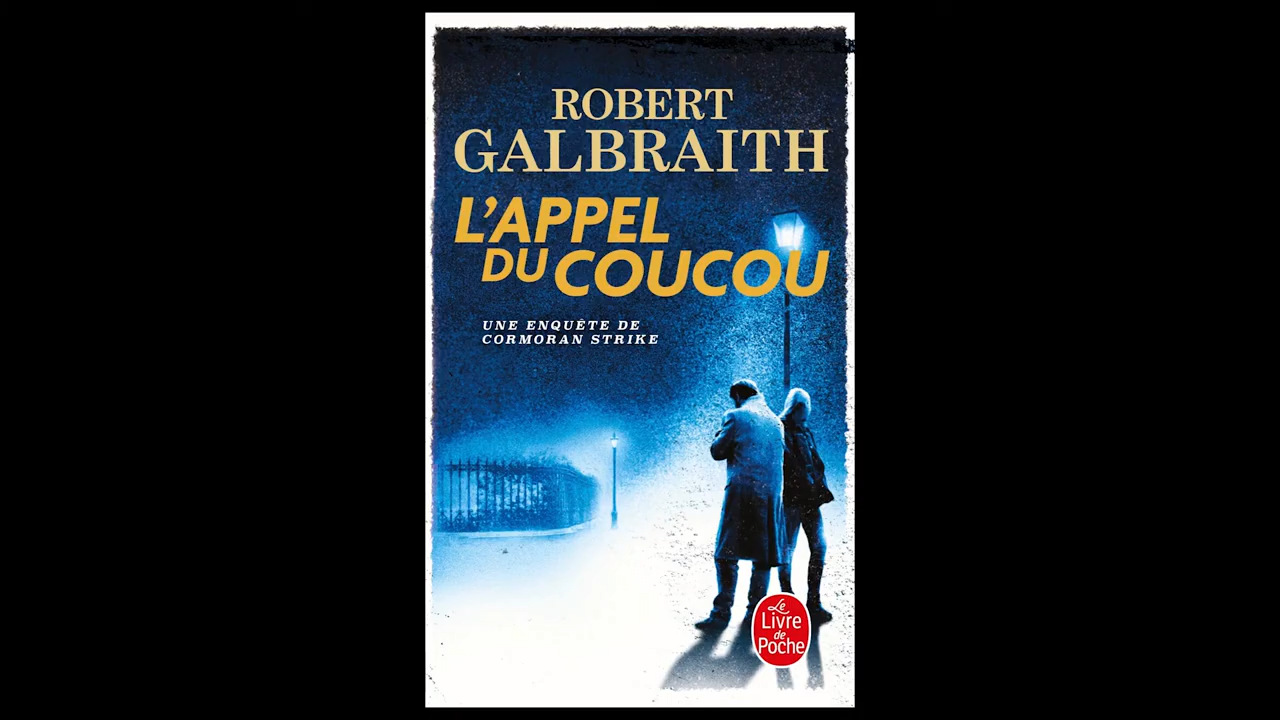 ROBERT
GALBRAITH
L'APPEL
DU COUCOU
UNE ENQUÊTE DE
CORMORAN STRIKE
Le
Livre
de
Poche